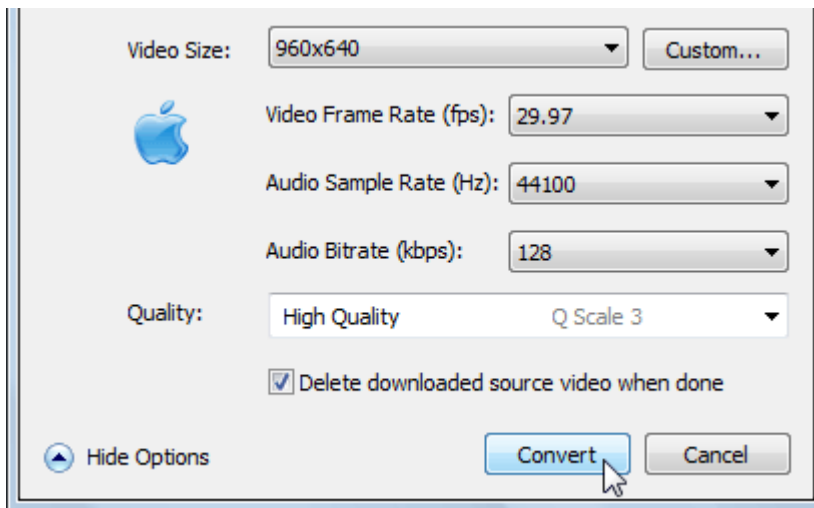 Video Size: 960x640 Custom...
Video Frame Rate (fps): 29.97
Audio Sample Rate (Hz): 44100
Audio Bitrate (kbps): 128
Quality: High Quality Q Scale 3
Delete downloaded source video when done
Hide Options Convert Cancel